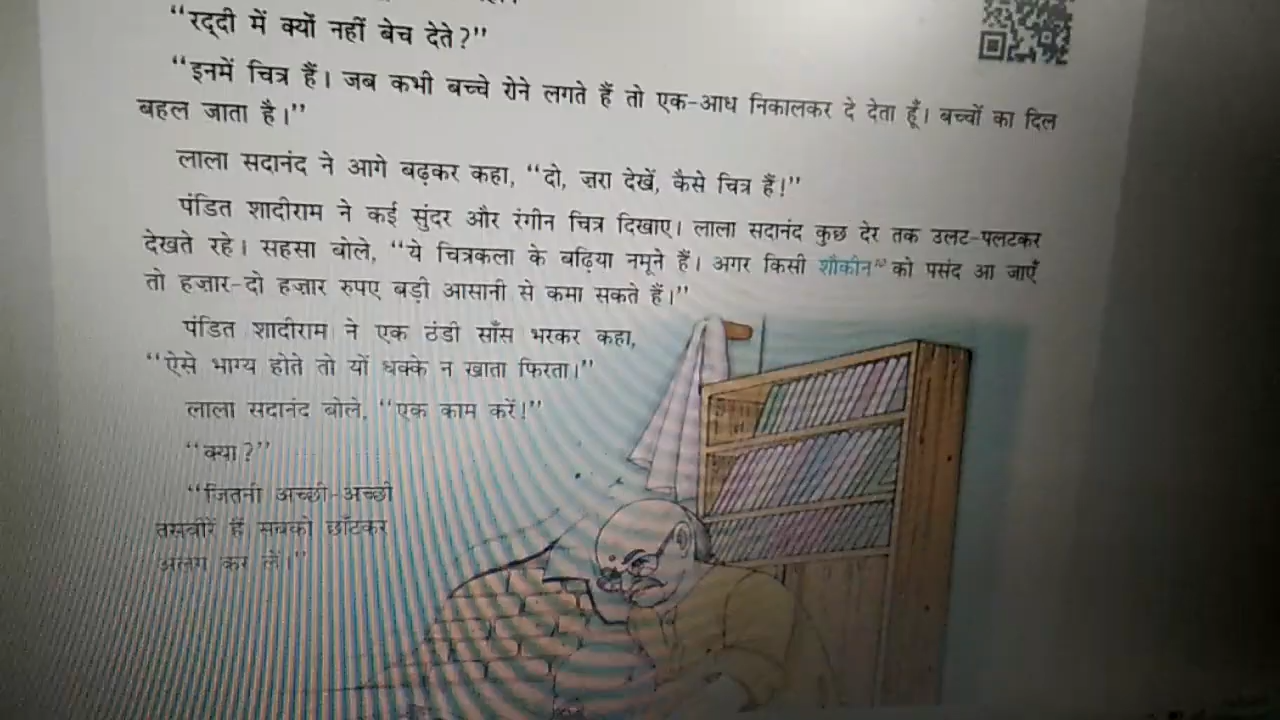 “रद्दी में क्यों नहीं बेच देते?”
“इनमें चित्र हैं। जब कभी बच्चे रोने लगते हैं तो एक-आध निकालकर दे देता हूँ। बच्चों का दिल
बहल जाता है।”
लाला सदानंद ने आगे बढ़कर कहा, “दो, ज़रा देखें, कैसे चित्र हैं!”
पंडित शादीराम ने कई सुंदर और रंगीन चित्र दिखाए। लाला सदानंद कुछ देर तक उलट-पलटकर
देखते रहे। सहसा बोले, “ये चित्रकला के बढ़िया नमूने हैं। अगर किसी शौकीन को पसंद आ जाएँ
तो हज़ार-दो हज़ार रुपए बड़ी आसानी से कमा सकते हैं।”
पंडित शादीराम ने एक ठंडी साँस भरकर कहा,
“ऐसे भाग्य होते तो यों धक्के न खाता फिरता।”
लाला सदानंद बोले, “एक काम करें!”
“क्या?”
“जितनी अच्छी-अच्छी
तसवीरें हैं सबको छाँटकर
अलग कर लें।”